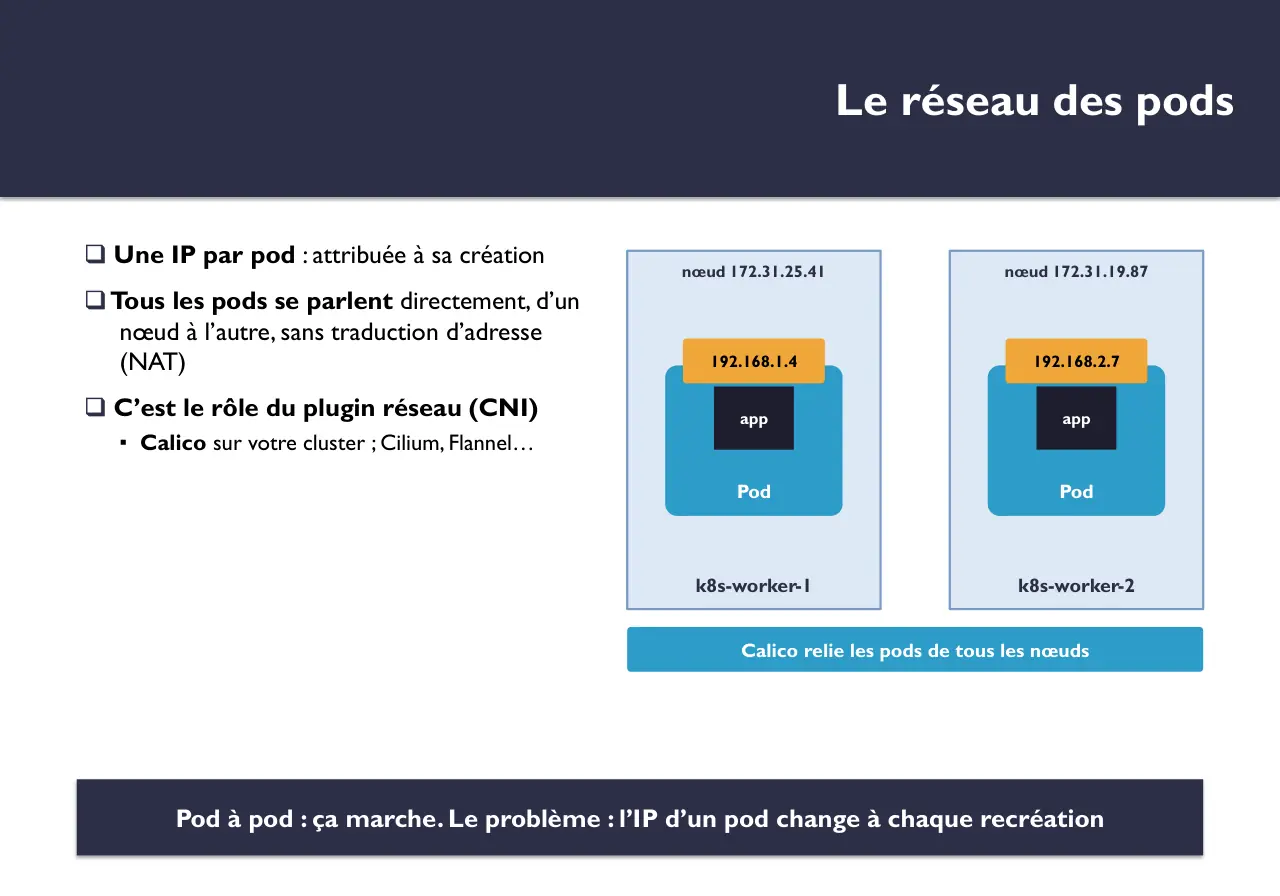 Le réseau des pods
❑ Une IP par pod : attribuée à sa création
❑ Tous les pods se parlent directement, d’un
nœud à l’autre, sans traduction d’adresse
(NAT)
❑ C’est le rôle du plugin réseau (CNI)
▪ Calico sur votre cluster ; Cilium, Flannel…
nœud 172.31.25.41
192.168.1.4
app
Pod
k8s-worker-1
nœud 172.31.19.87
192.168.2.7
app
Pod
k8s-worker-2
Calico relie les pods de tous les nœuds
Pod à pod : ça marche. Le problème : l’IP d’un pod change à chaque recréation